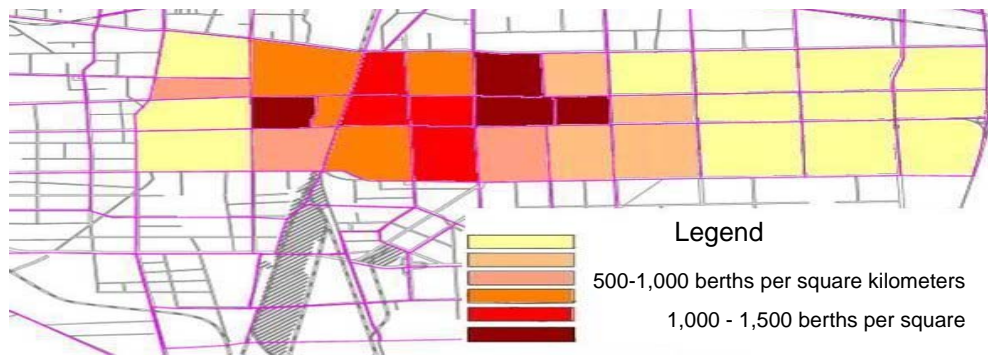 Legend
500-1,000 berths per square kilometers
1,000 - 1,500 berths per square